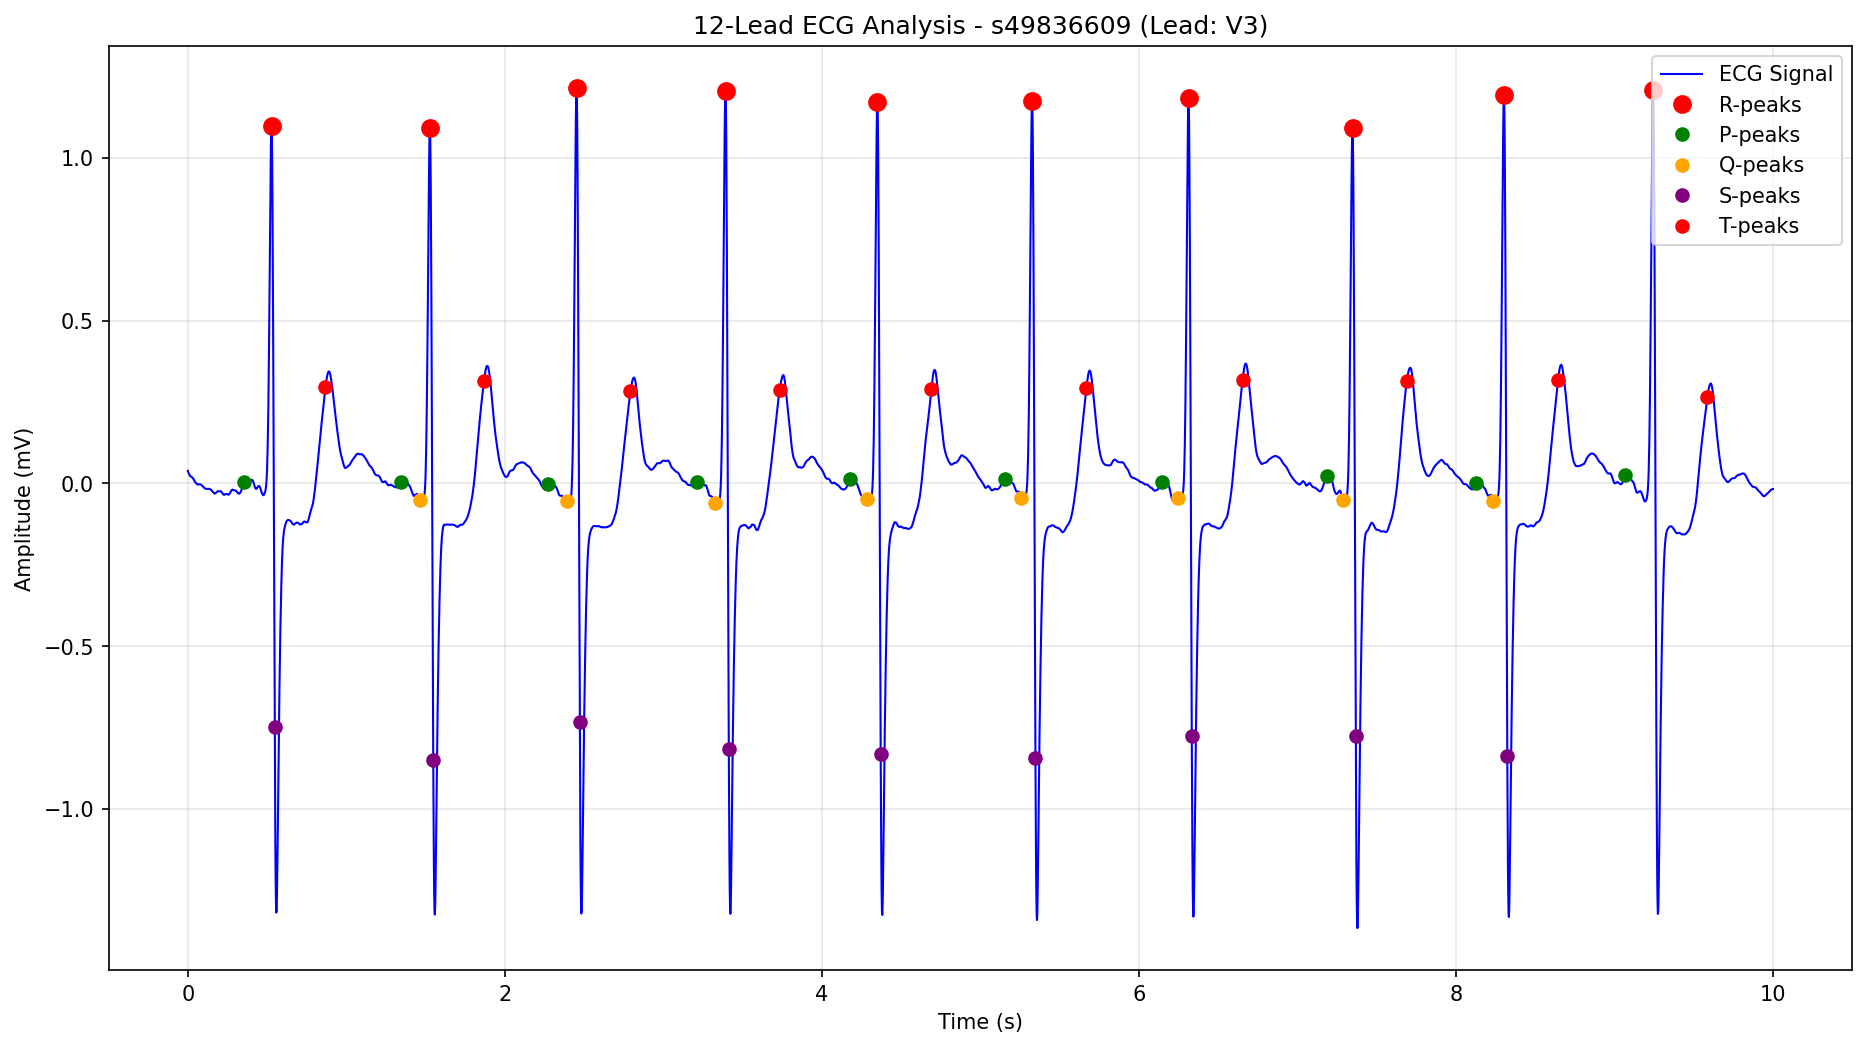 12-Lead ECG Analysis - s49836609 (Lead: V3)
ECG Signal
R-peaks
P-peaks
Q-peaks
S-peaks
T-peaks
Amplitude (mV)
1.0
0.5
0.0
−0.5
−1.0
0 2 4 6 8 10
Time (s)